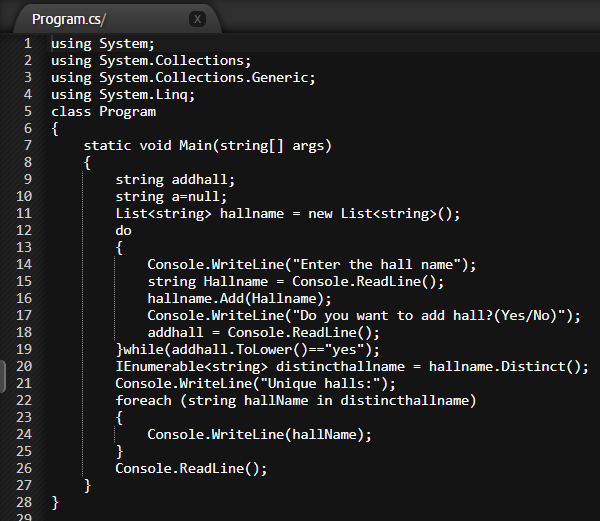 Program.cs/ X
1 using System;
2 using System.Collections;
3 using System.Collections.Generic;
4 using System.Linq;
5 class Program
6 {
7     static void Main(string[] args)
8     {
9         string addhall;
10         string a=null;
11         List<string> hallname = new List<string>();
12         do
13         {
14             Console.WriteLine("Enter the hall name");
15             string Hallname = Console.ReadLine();
16             hallname.Add(Hallname);
17             Console.WriteLine("Do you want to add hall?(Yes/No)");
18             addhall = Console.ReadLine();
19         }while(addhall.ToLower()=="yes");
20         IEnumerable<string> distincthallname = hallname.Distinct();
21         Console.WriteLine("Unique halls:");
22         foreach (string hallName in distincthallname)
23         {
24             Console.WriteLine(hallName);
25         }
26         Console.ReadLine();
27     }
28 }
29